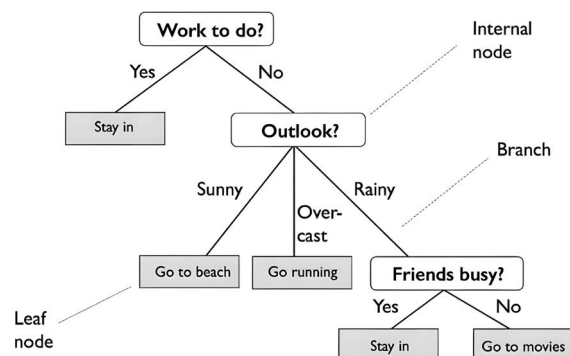 Work to do?
Internal
node
Yes
No
Stay in
Outlook?
Branch
Sunny
Over-
cast
Rainy
Go to beach
Go running
Friends busy?
Leaf
node
Yes
No
Stay in
Go to movies